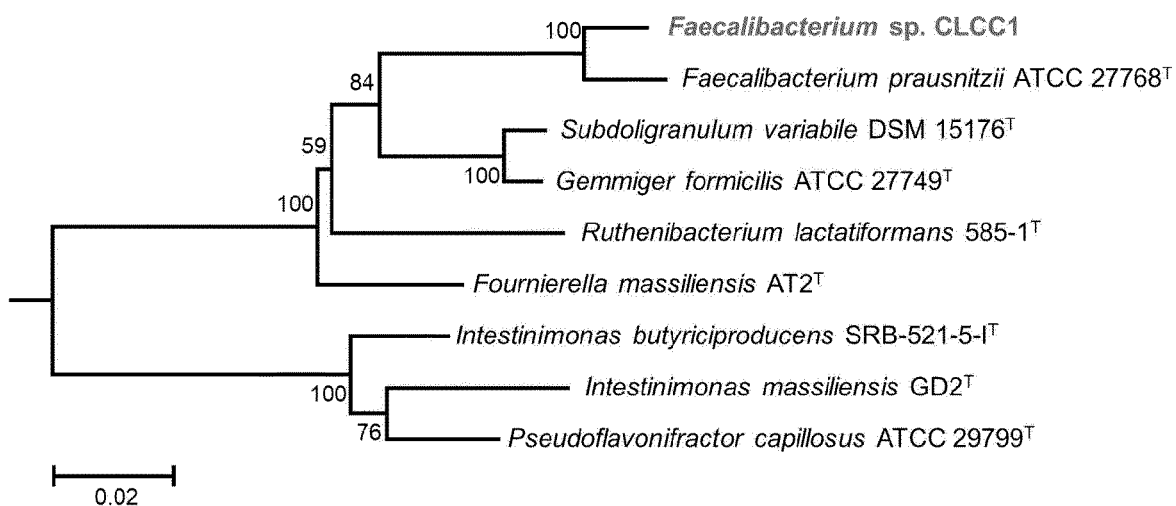 100 Faecalibacterium sp. CLCC1
Faecalibacterium prausnitzii ATCC 27768ᵀ
84
Subdoligranulum variabile DSM 15176ᵀ
59
100 Gemmiger formicilis ATCC 27749ᵀ
100
Ruthenibacterium lactatiformans 585-1ᵀ
Fournierella massiliensis AT2ᵀ
Intestinimonas butyriciproducens SRB-521-5-Iᵀ
100
Intestinimonas massiliensis GD2ᵀ
76
Pseudoflavonifractor capillosus ATCC 29799ᵀ
0.02